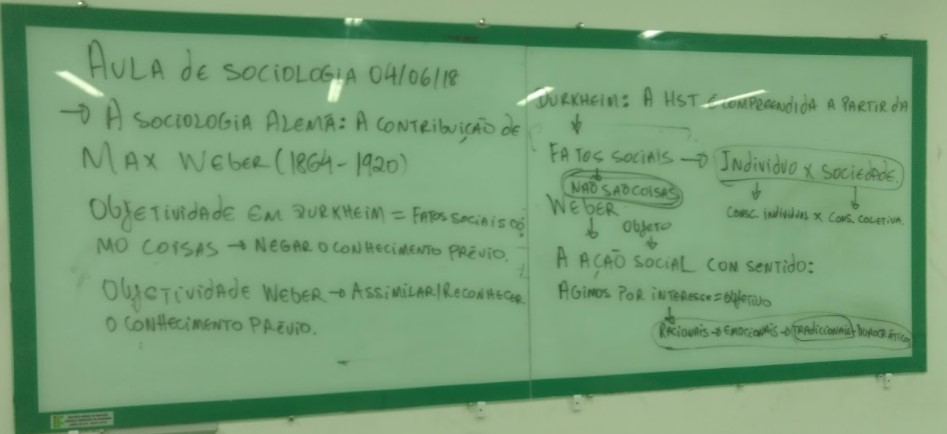 AULA dE SOCIOLOGIA 04/06/18
→ A SOCIOLOGIA ALEMÃ: A CONTRIBUIÇÃO dE
MAX WEBER (1864-1920)
ObjETIVIDADE EM DURKHEIM = FATOS SOCIAIS CO
MO COISAS → NEGAR O CONHECIMENTO PRÉVIO.
ObjETIVIDADE WEBER → ASSIMILAR/RECONHECER
O CONHECIMENTO PRÉVIO.
DURKHEIM: A HST É COMPREENDIDA A PARTIR dA
↓
FATOS SOCIAIS → INDIVÍDUO X SOCIEDADE
NÃO SÃO COISAS
CONSC. INDIVIDUAL X CONS. COLETIVA.
WEBER
ObjETO
A AÇÃO SOCIAL COM SENTIDO:
AGIMOS POR INTERESSE = ObjETIVO
↓
RACIONAIS → EMOCIONAIS → TRADICIONAIS → BUROCRÁTICOS